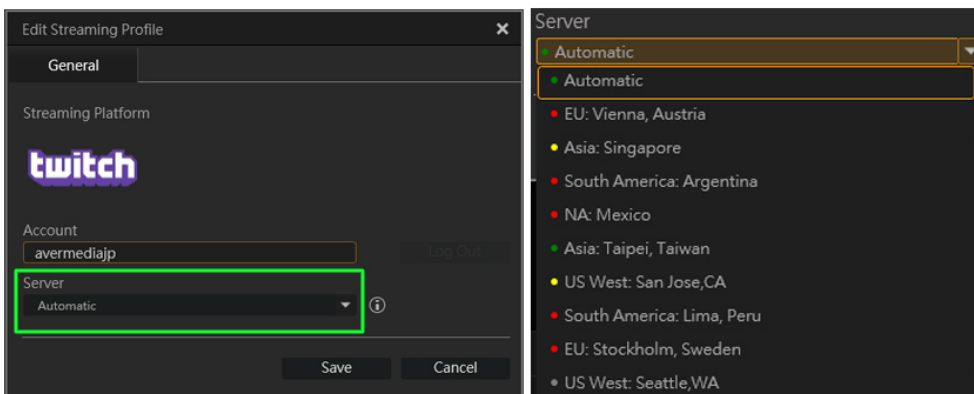 Edit Streaming Profile
General
Streaming Platform
twitch
Account
avermediajp
Log Out
Server
Automatic
Save
Cancel
Server
Automatic
Automatic
EU: Vienna, Austria
Asia: Singapore
South America: Argentina
NA: Mexico
Asia: Taipei, Taiwan
US West: San Jose,CA
South America: Lima, Peru
EU: Stockholm, Sweden
US West: Seattle,WA